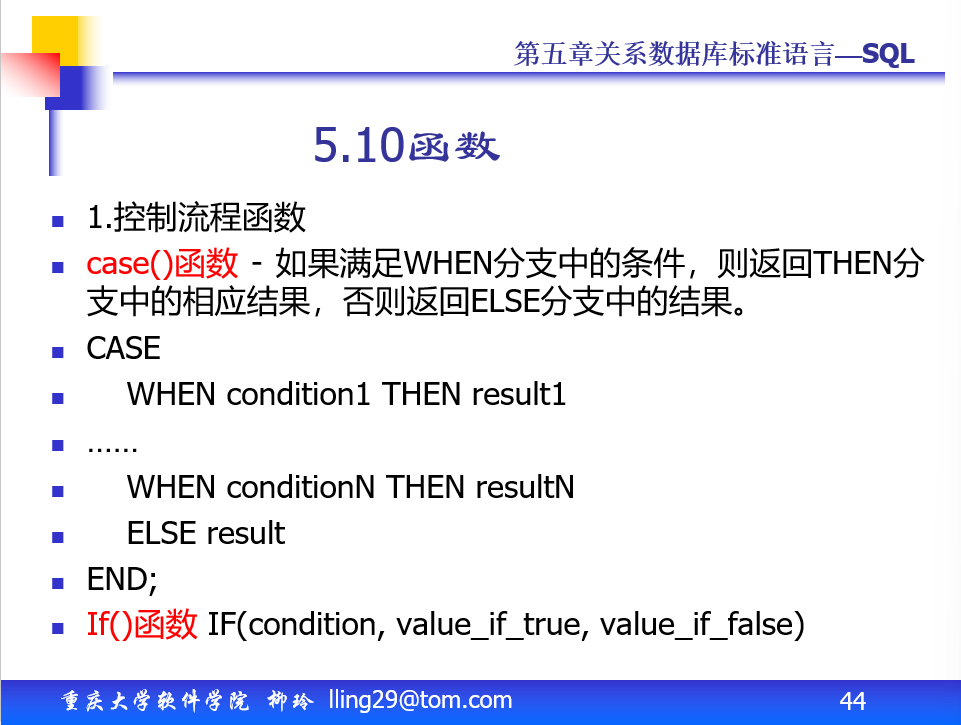 第五章关系数据库标准语言—SQL
5.10函数
1.控制流程函数
case()函数 - 如果满足WHEN分支中的条件，则返回THEN分
支中的相应结果，否则返回ELSE分支中的结果。
CASE
WHEN condition1 THEN result1
......
WHEN conditionN THEN resultN
ELSE result
END;
If()函数 IF(condition, value_if_true, value_if_false)
重庆大学软件学院 柳玲 lling29@tom.com 44